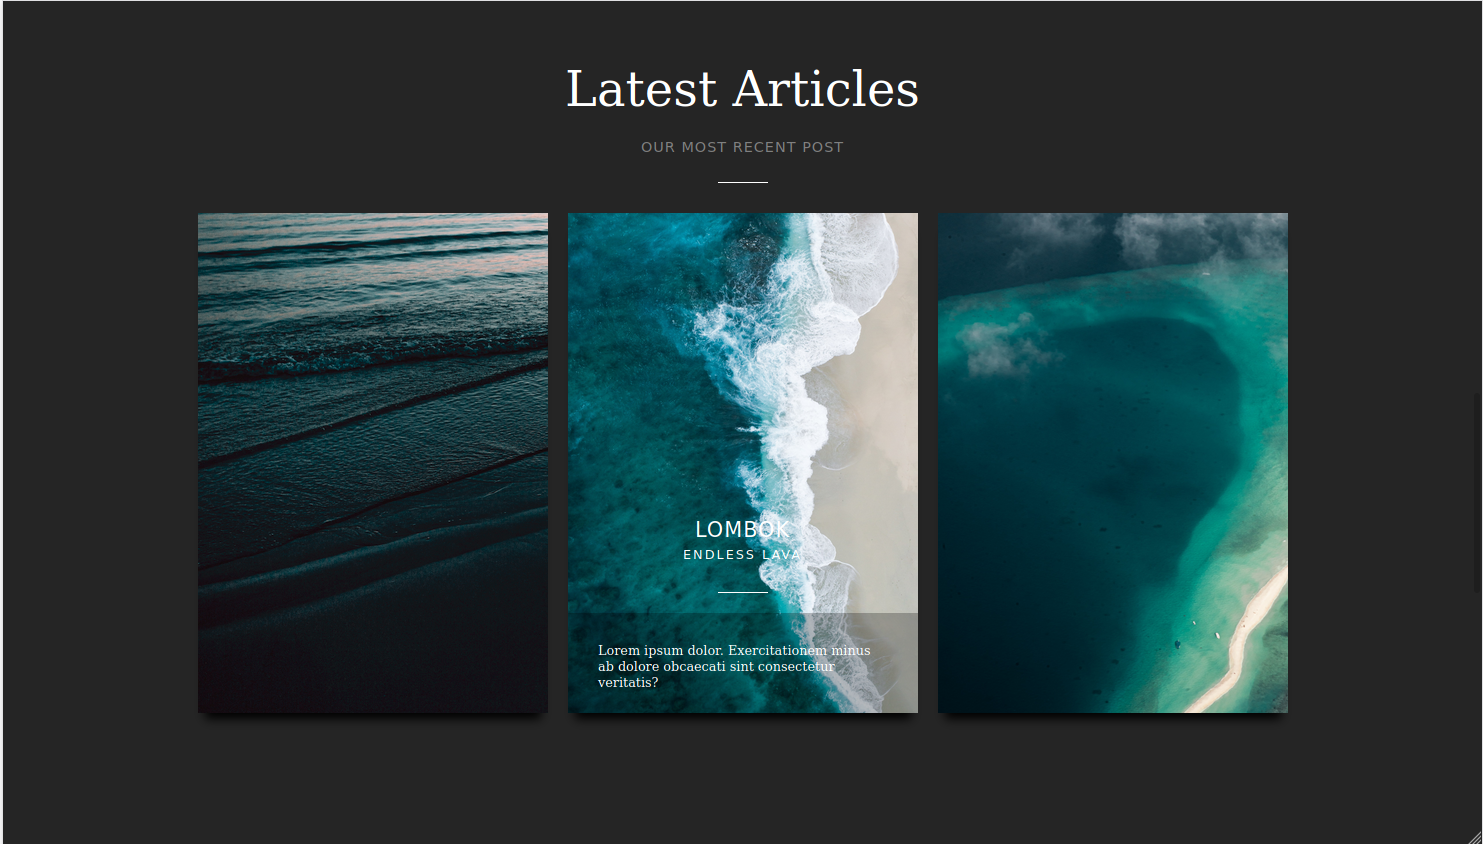 Latest Articles
OUR MOST RECENT POST
LOMBOK
ENDLESS LAVA
Lorem ipsum dolor. Exercitationem minus
ab dolore obcaecati sint consectetur
veritatis?